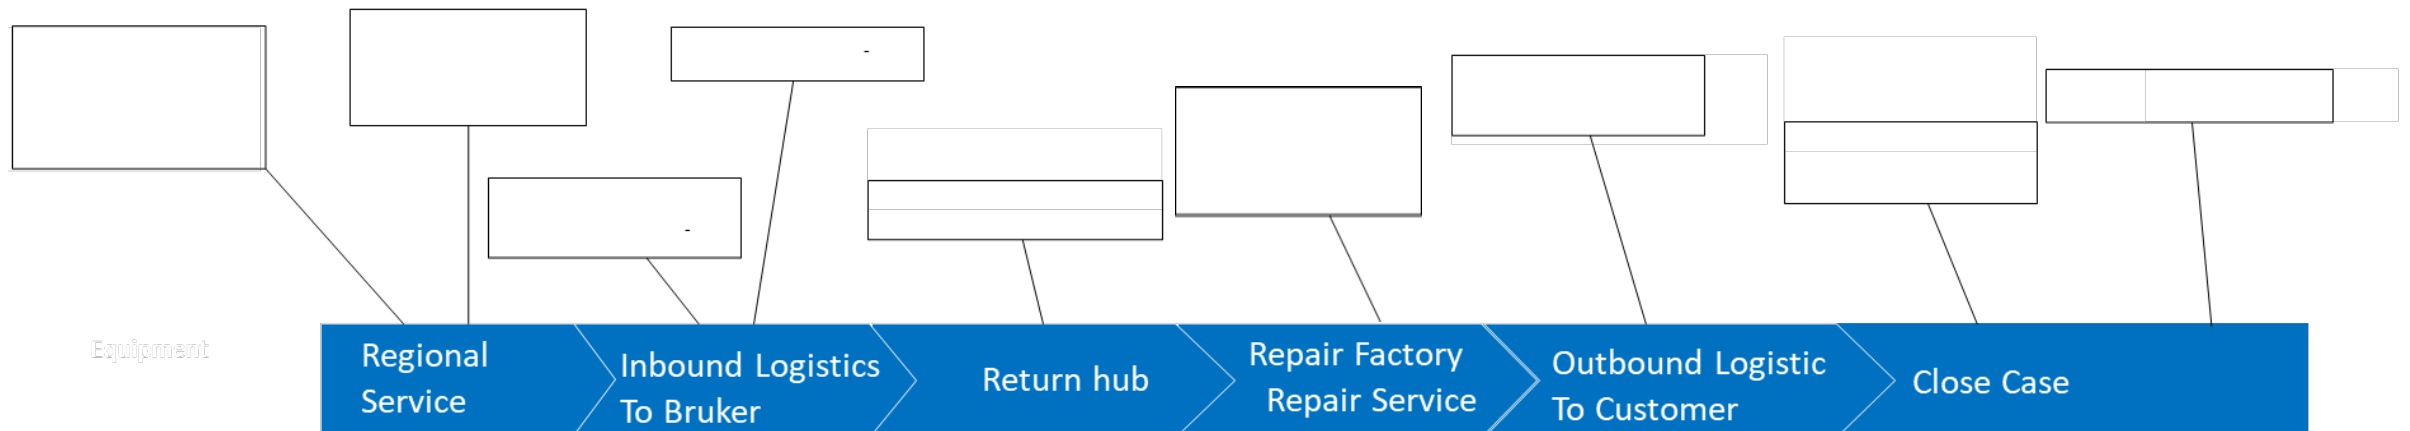 -
-
Equipment
Regional
Service
Inbound Logistics
To Bruker
Return hub
Repair Factory
Repair Service
Outbound Logistic
To Customer
Close Case